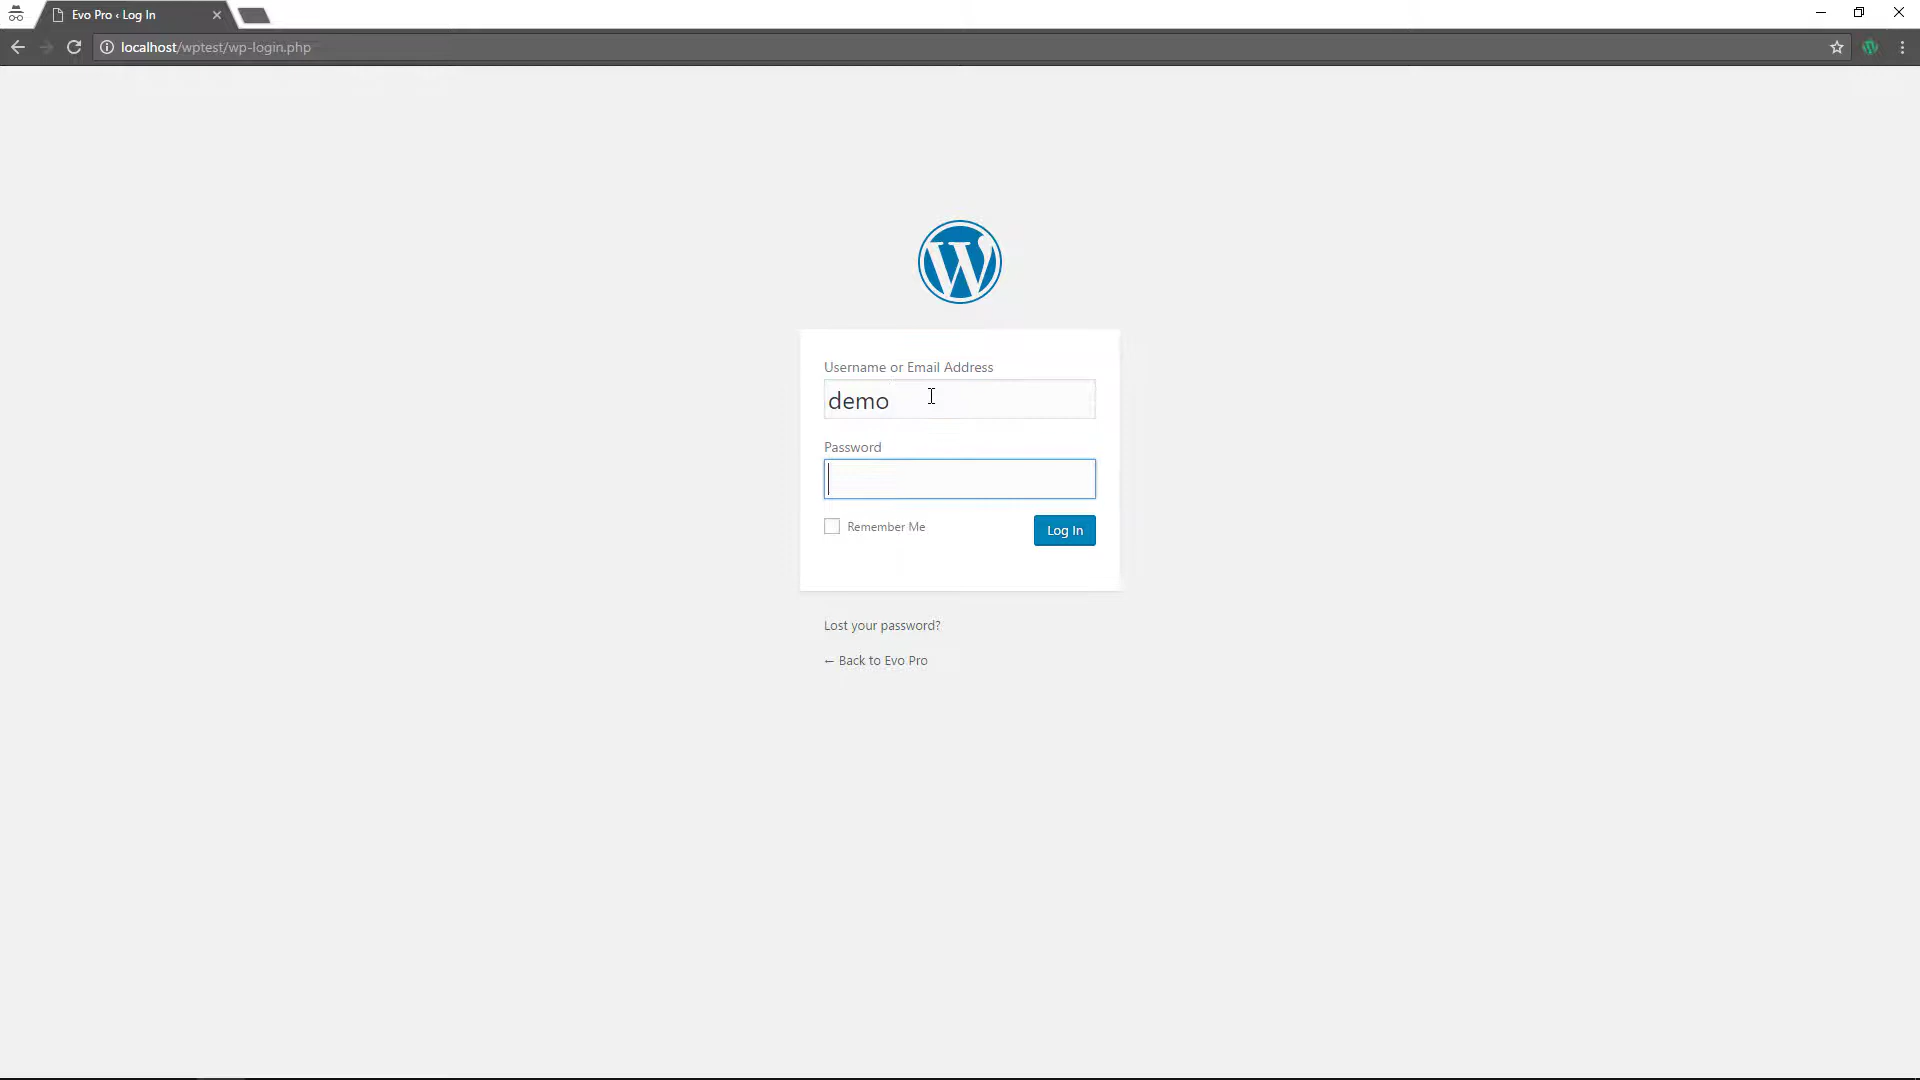 Evo Pro ‹ Log In
localhost/wptest/wp-login.php
Username or Email Address
demo
Password
Remember Me
Log In
Lost your password?
← Back to Evo Pro